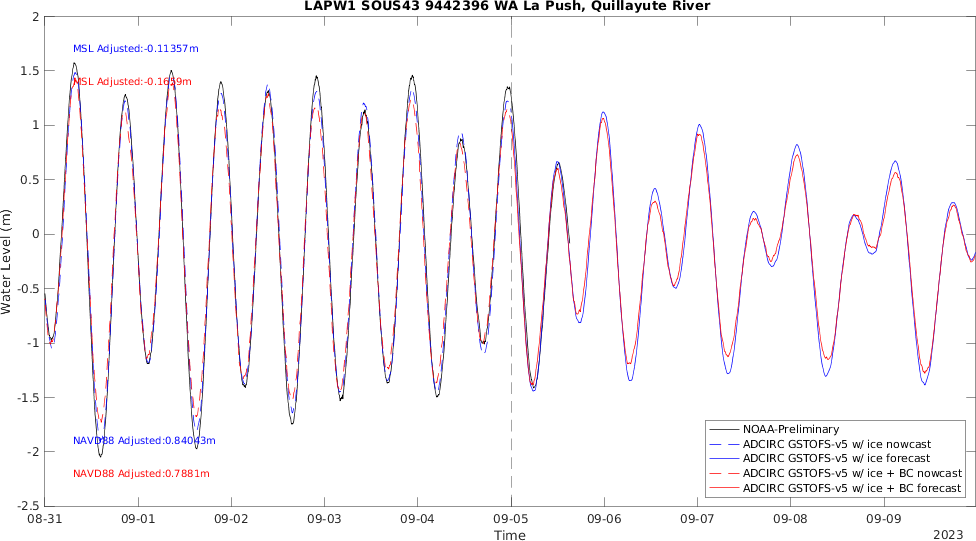 LAPW1 SOUS43 9442396 WA La Push, Quillayute River
Water Level (m)
2
1.5
1
0.5
0
-0.5
-1
-1.5
-2
-2.5
MSL Adjusted:-0.11357m
MSL Adjusted:-0.1659m
NAVD88 Adjusted:0.84043m
NAVD88 Adjusted:0.7881m
NOAA-Preliminary
ADCIRC GSTOFS-v5 w/ ice nowcast
ADCIRC GSTOFS-v5 w/ ice forecast
ADCIRC GSTOFS-v5 w/ ice + BC nowcast
ADCIRC GSTOFS-v5 w/ ice + BC forecast
08-31 09-01 09-02 09-03 09-04 09-05 09-06 09-07 09-08 09-09
Time
2023